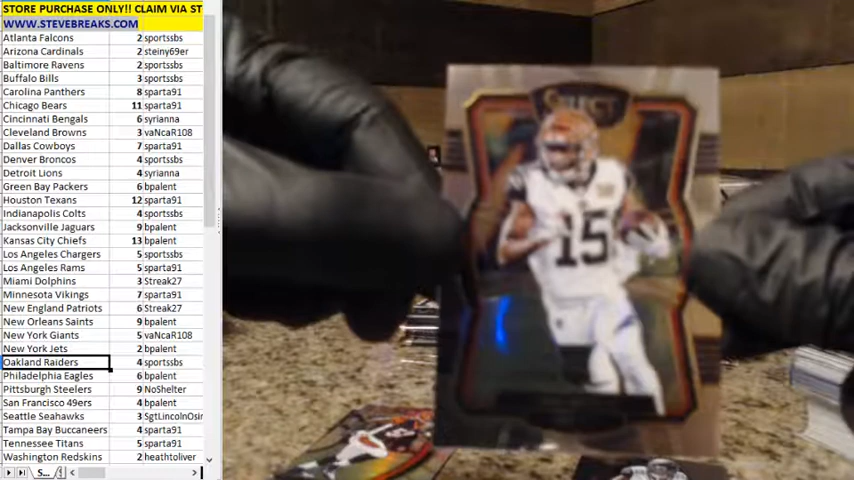 STORE PURCHASE ONLY!! CLAIM VIA ST
WWW.STEVEBREAKS.COM
Atlanta Falcons 2 sportssbs
Arizona Cardinals 2 steiny69er
Baltimore Ravens 2 sportssbs
Buffalo Bills 3 sportssbs
Carolina Panthers 8 sparta91
Chicago Bears 11 sparta91
Cincinnati Bengals 6 syrianna
Cleveland Browns 3 vaNcaR108
Dallas Cowboys 7 sparta91
Denver Broncos 4 sportssbs
Detroit Lions 4 syrianna
Green Bay Packers 6 bpalent
Houston Texans 12 sparta91
Indianapolis Colts 4 sportssbs
Jacksonville Jaguars 9 bpalent
Kansas City Chiefs 13 bpalent
Los Angeles Chargers 5 sportssbs
Los Angeles Rams 5 sparta91
Miami Dolphins 3 Streak27
Minnesota Vikings 7 sparta91
New England Patriots 6 Streak27
New Orleans Saints 9 bpalent
New York Giants 5 vaNcaR108
New York Jets 2 bpalent
Oakland Raiders 4 sportssbs
Philadelphia Eagles 6 bpalent
Pittsburgh Steelers 9 NoShelter
San Francisco 49ers 4 bpalent
Seattle Seahawks 3 SgtLincolnOsir
Tampa Bay Buccaneers 4 sparta91
Tennessee Titans 5 sparta91
Washington Redskins 2 heathtoliver
S...
SELECT
15